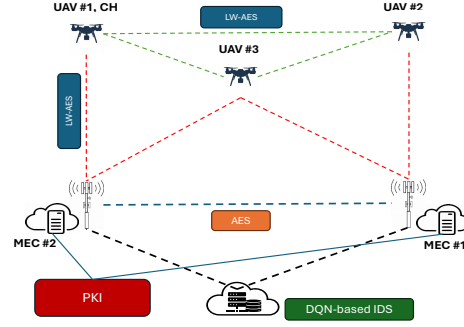 UAV #1, CH
LW-AES
UAV #2
UAV #3
LW-AES
AES
MEC #2
MEC #1
PKI
DQN-based IDS